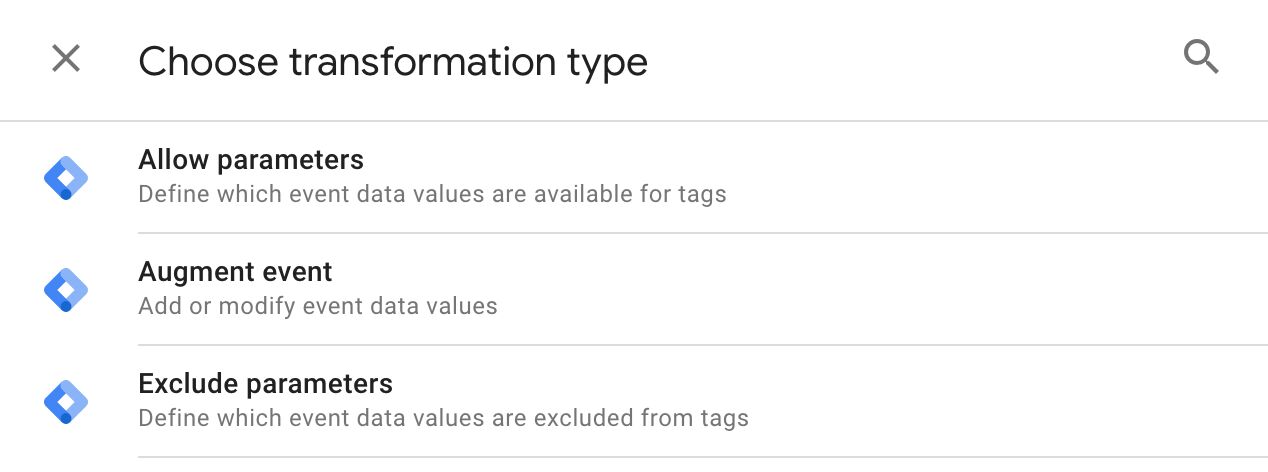 Choose transformation type
Allow parameters
Define which event data values are available for tags
Augment event
Add or modify event data values
Exclude parameters
Define which event data values are excluded from tags